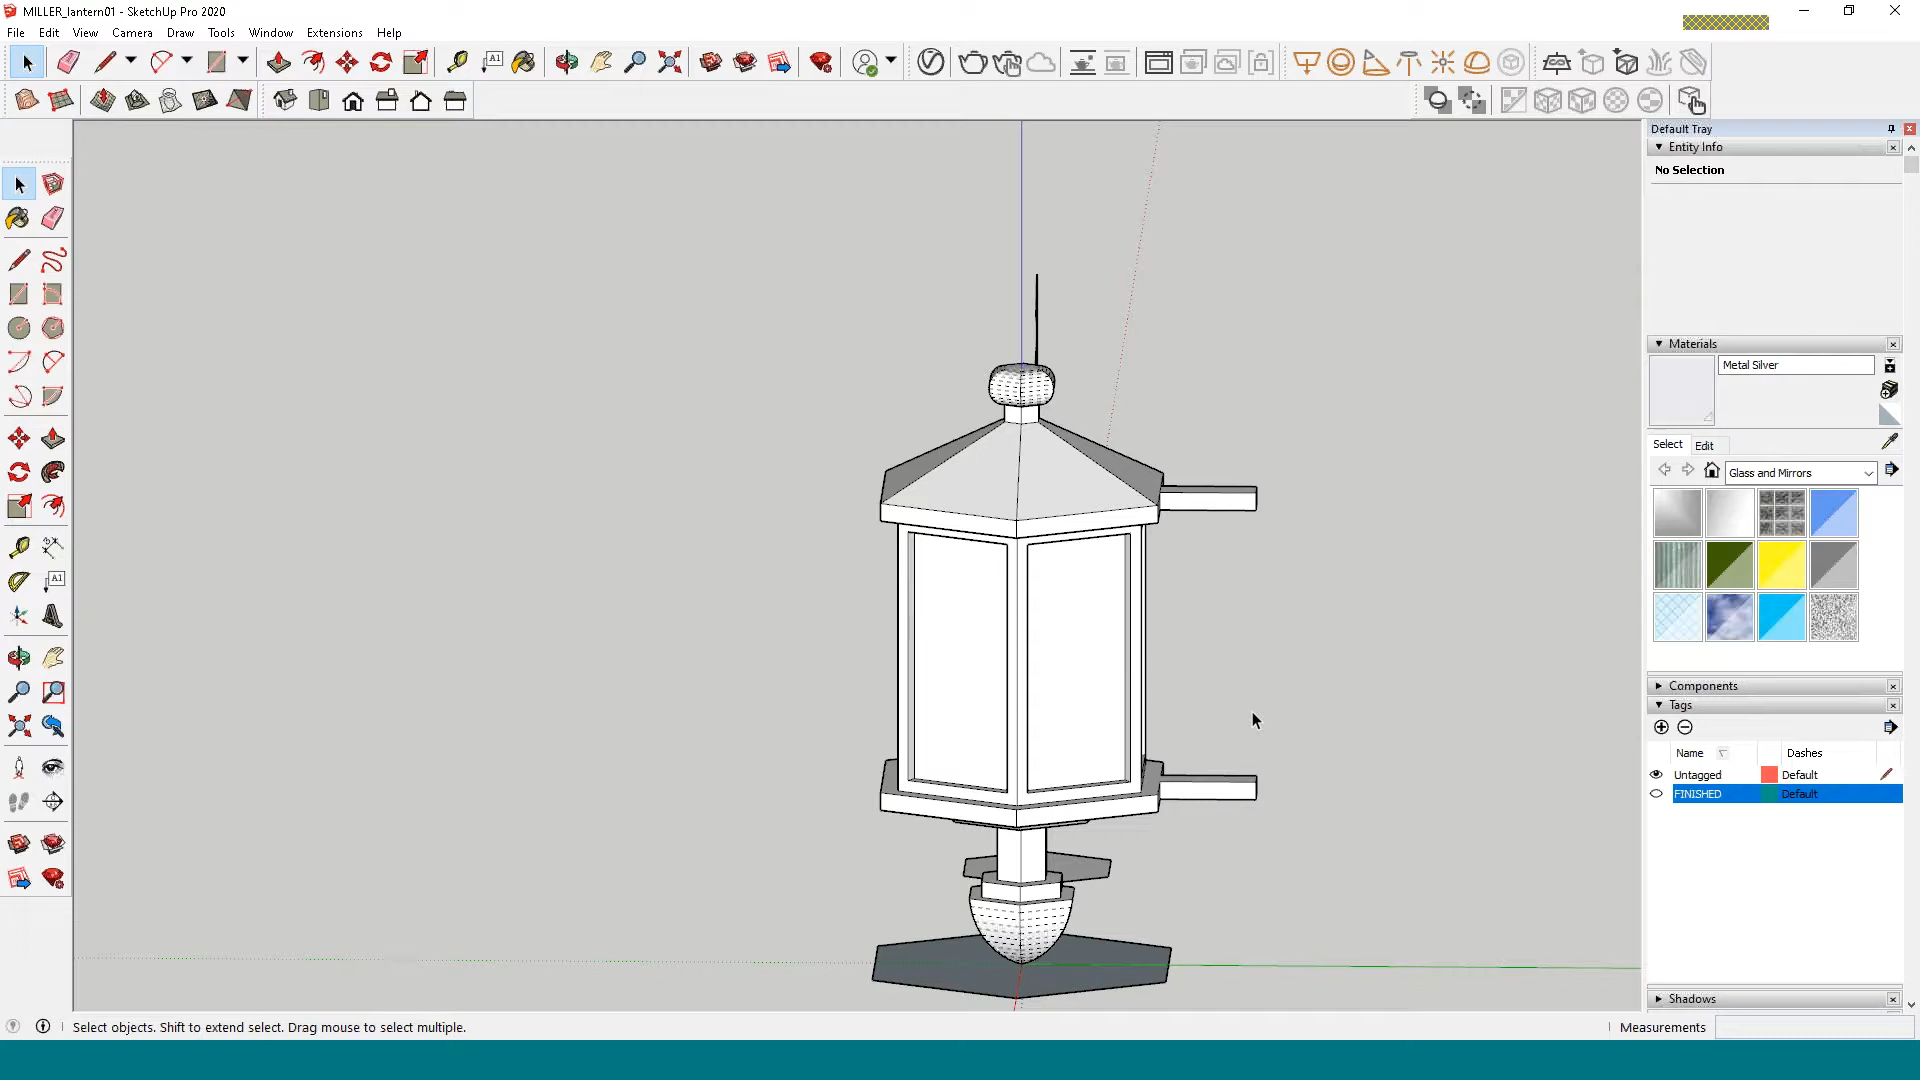 MILLER_lantern01 - SketchUp Pro 2020
File Edit View Camera Draw Tools Window Extensions Help
Default Tray
Entity Info
No Selection
Materials
Metal Silver
Select Edit
Glass and Mirrors
Components
Tags
Name Dashes
Untagged Default
FINISHED Default
Shadows
Select objects. Shift to extend select. Drag mouse to select multiple.
Measurements